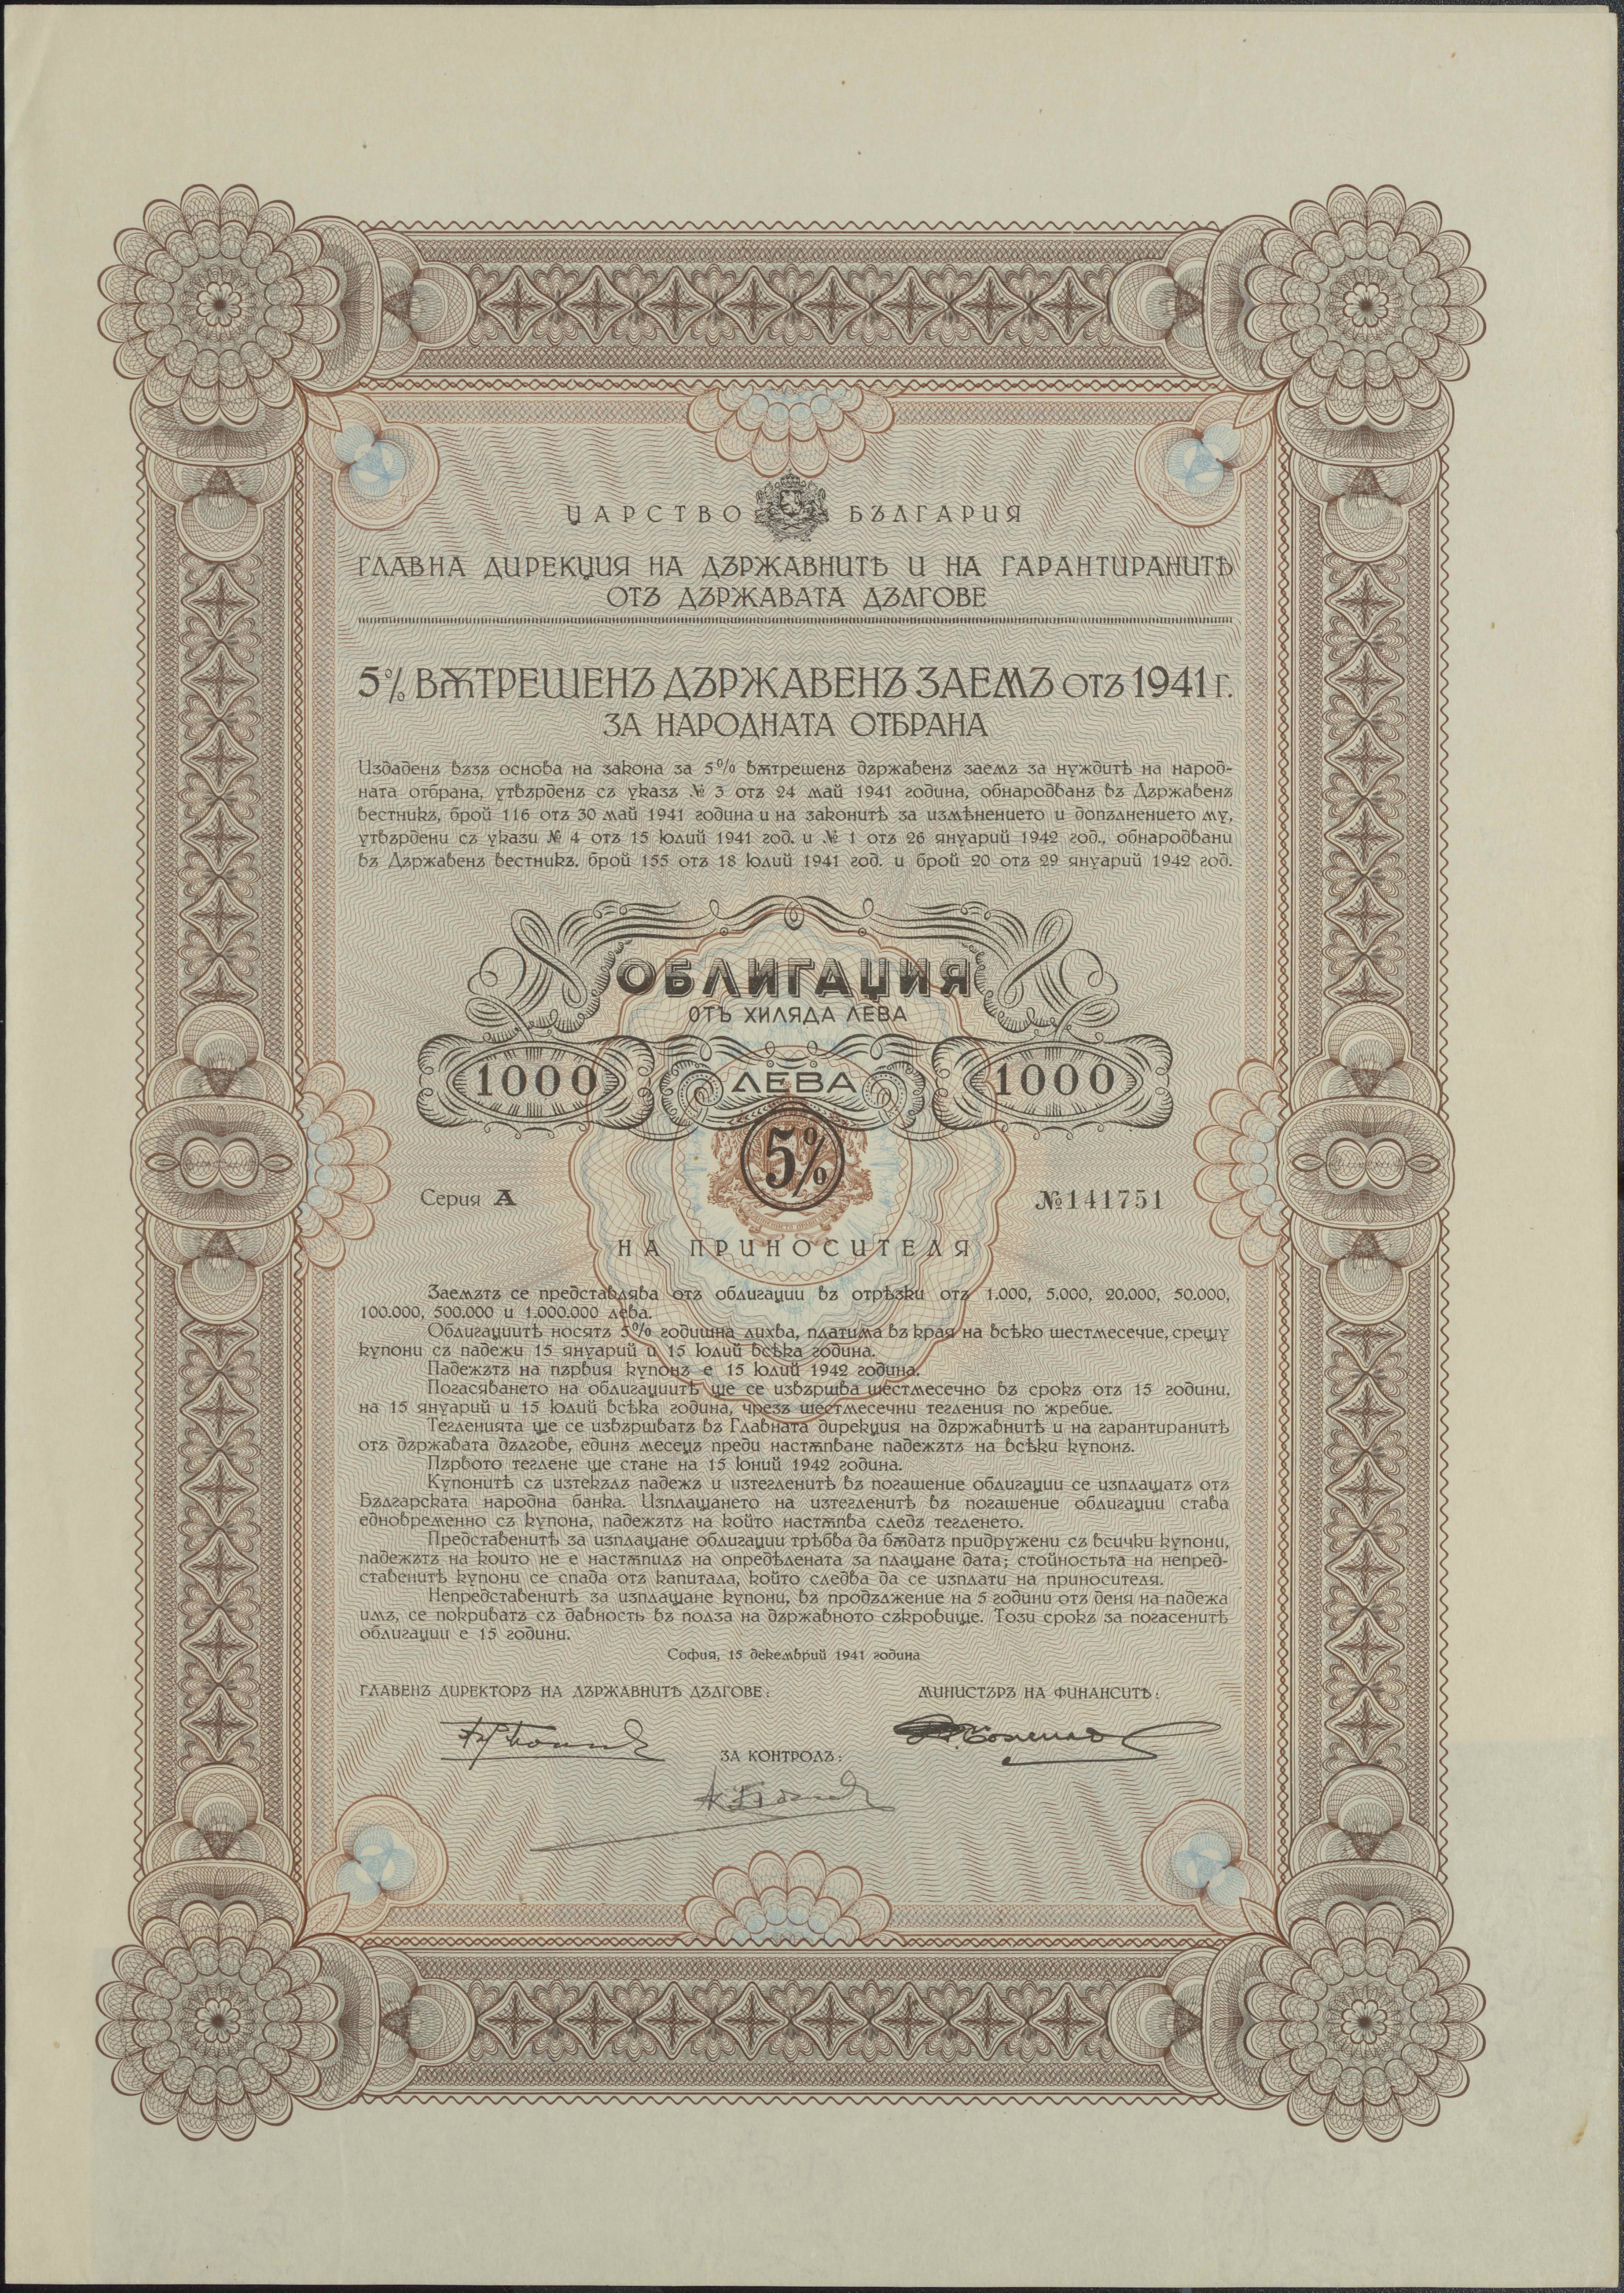 ЦАРСТВО БЪЛГАРИЯ
ГЛАВНА ДИРЕКЦИЯ НА ДЪРЖАВНИТѢ И НА ГАРАНТИРАНИТѢ
ОТЪ ДЪРЖАВАТА ДЪЛГОВЕ
5% ВѪТРЕШЕНЪ ДЪРЖАВЕНЪ ЗАЕМЪ ОТЪ 1941 Г.
ЗА НАРОДНАТА ОТБРАНА
Издаденъ възъ основа на закона за 5% вѫтрешенъ държавенъ заемъ за нуждитѣ на народ-
ната отбрана, утвърденъ съ указъ № 3 отъ 24 май 1941 година, обнародванъ въ Държавенъ
вестникъ, брой 116 отъ 30 май 1941 година и на законитѣ за измѣнението и допълнението му,
утвърдени съ укази № 4 отъ 15 юлий 1941 год. и № 1 отъ 26 януарий 1942 год., обнародвани
въ Държавенъ вестникъ. брой 155 отъ 18 юлий 1941 год. и брой 20 отъ 29 януарий 1942 год.
ОБЛИГАЦИЯ
ОТЪ ХИЛЯДА ЛЕВА
1000 ЛЕВА 1000
5%
Серия А №141751
НА ПРИНОСИТЕЛЯ
Заемътъ се представлява отъ облигации въ отрѣзки отъ 1.000, 5.000, 20.000, 50.000,
100.000, 500.000 и 1.000.000 лева.
Облигациитѣ носятъ 5% годишна лихва, платима въ края на всѣко шестмесечие, срещу
купони съ падежи 15 януарий и 15 юлий всѣка година.
Падежътъ на първия купонъ е 15 юлий 1942 година.
Погасяването на облигациитѣ ще се извършва шестмесечно въ срокъ отъ 15 години,
на 15 януарий и 15 юлий всѣка година, чрезъ шестмесечни тегления по жребие.
Тегленията ще се извършватъ въ Главната дирекция на държавнитѣ и на гарантиранитѣ
отъ държавата дългове, единъ месецъ преди настѫпване падежътъ на всѣки купонъ.
Първото теглене ще стане на 15 юний 1942 година.
Купонитѣ съ изтекълъ падежъ и изтегленитѣ въ погашение облигации се изплащатъ отъ
Българската народна банка. Изплащането на изтегленитѣ въ погашение облигации става
едновременно съ купона, падежътъ на който настѫпва следъ тегленето.
Представенитѣ за изплащане облигации трѣбва да бѫдатъ придружени съ всички купони,
падежътъ на които не е настѫпилъ на опредѣлената за плащане дата; стойностьта на непред-
ставенитѣ купони се спада отъ капитала, който следва да се изплати на приносителя.
Непредставенитѣ за изплащане купони, въ продължение на 5 години отъ деня на падежа
имъ, се покриватъ съ давность въ полза на държавното съкровище. Този срокъ за погасенитѣ
облигации е 15 години.
София, 15 декемврий 1941 година
ГЛАВЕНЪ ДИРЕКТОРЪ НА ДЪРЖАВНИТѢ ДЪЛГОВЕ: МИНИСТЪРЪ НА ФИНАНСИТѢ:
ЗА КОНТРОЛЪ: